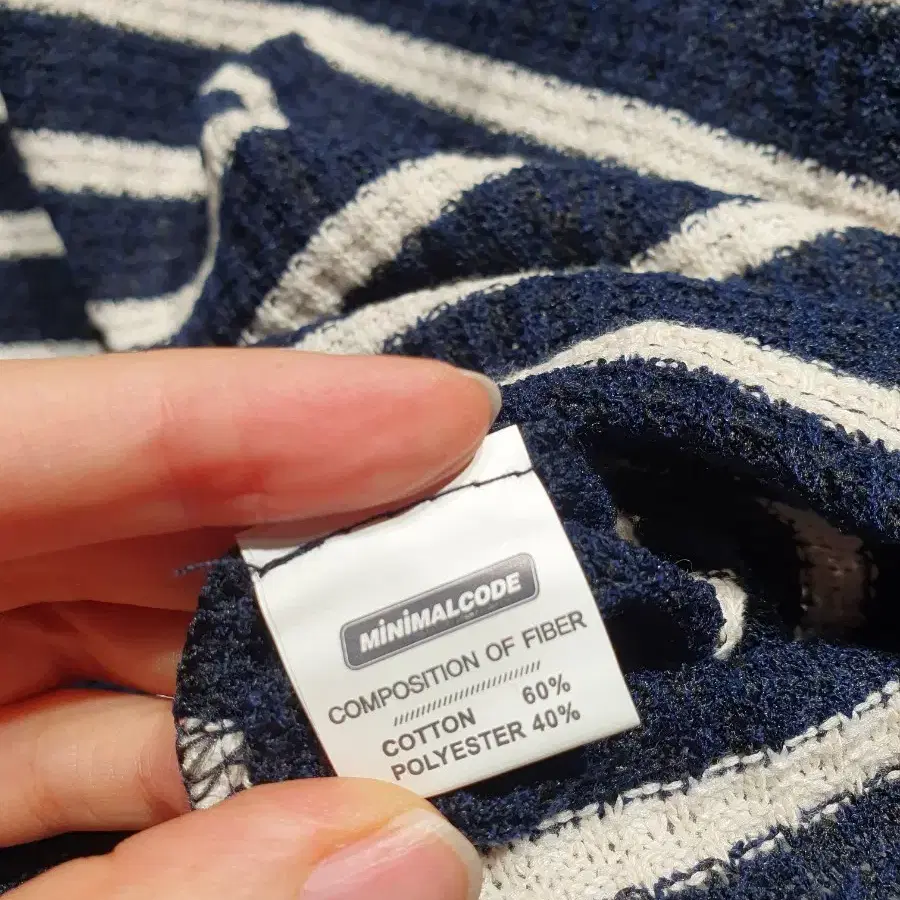 MiNiMALCODE
COMPOSITION OF FIBER
COTTON 60%
POLYESTER 40%